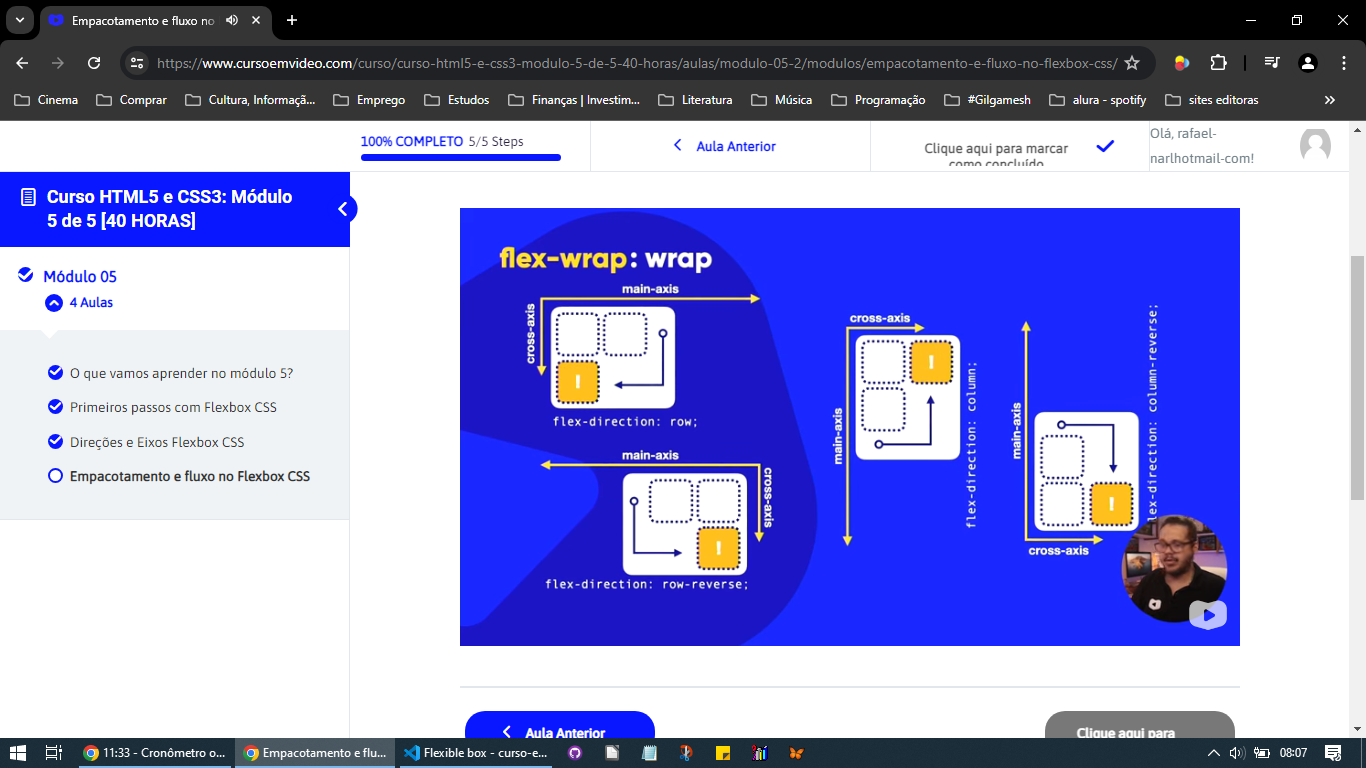 Empacotamento e fluxo no
https://www.cursoemvideo.com/curso/curso-html5-e-css3-modulo-5-de-5-40-horas/aulas/modulo-05-2/modulos/empacotamento-e-fluxo-no-flexbox-css/
Cinema
Comprar
Cultura, Informaçã...
Emprego
Estudos
Finanças | Investim...
Literatura
Música
Programação
#Gilgamesh
alura - spotify
sites editoras
100% COMPLETO 5/5 Steps
Aula Anterior
Clique aqui para marcar
como concluído
Olá, rafael-
narlhotmail-com!
Curso HTML5 e CSS3: Módulo
5 de 5 [40 HORAS]
Módulo 05
4 Aulas
O que vamos aprender no módulo 5?
Primeiros passos com Flexbox CSS
Direções e Eixos Flexbox CSS
Empacotamento e fluxo no Flexbox CSS
flex-wrap: wrap
main-axis
cross-axis
!
flex-direction: row;
main-axis
cross-axis
!
flex-direction: row-reverse;
cross-axis
main-axis
!
flex-direction: column;
main-axis
cross-axis
!
lex-direction: column-reverse;
Aula Anterior
Clique aqui para
11:33 - Cronômetro o...
Empacotamento e flu...
Flexible box - curso-e...
08:07